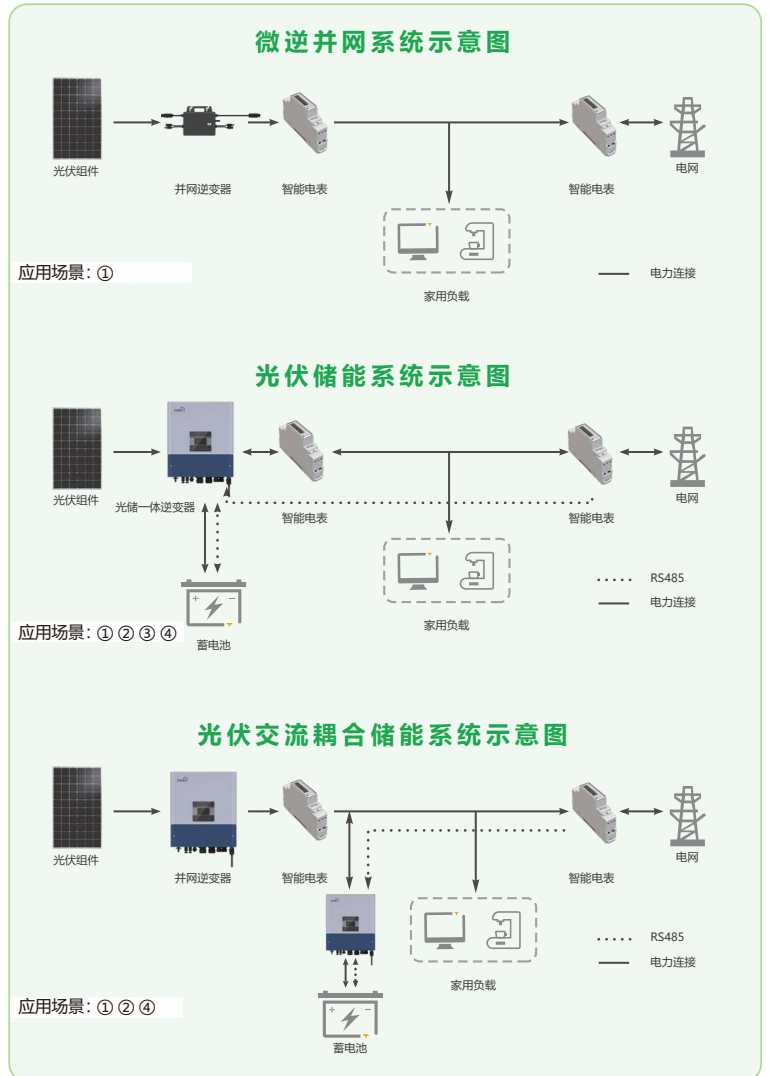 微逆并网系统示意图
光伏组件
并网逆变器
智能电表
智能电表
电网
家用负载
应用场景：①
电力连接
光伏储能系统示意图
光伏组件
光储一体逆变器
智能电表
智能电表
电网
家用负载
RS485
电力连接
应用场景：① ② ③ ④
蓄电池
光伏交流耦合储能系统示意图
光伏组件
并网逆变器
智能电表
智能电表
电网
家用负载
RS485
电力连接
应用场景：① ② ④
蓄电池